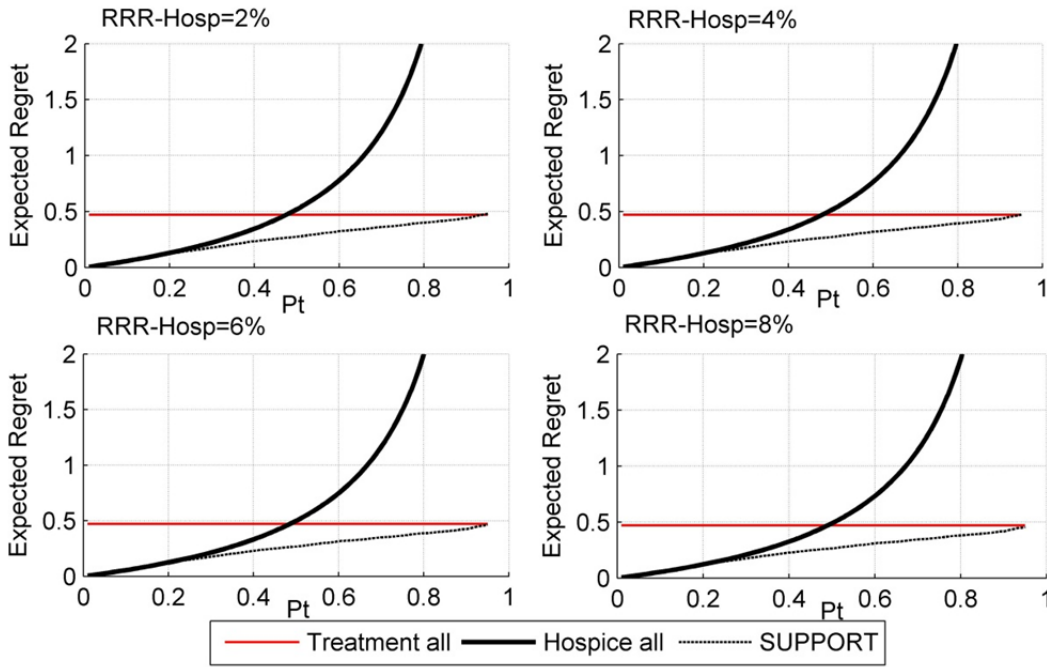 RRR-Hosp=2%
Expected Regret
2
1.5
1
0.5
0
0 0.2 0.4 0.6 0.8 1
Pt
RRR-Hosp=4%
Expected Regret
2
1.5
1
0.5
0
0 0.2 0.4 0.6 0.8 1
Pt
RRR-Hosp=6%
Expected Regret
2
1.5
1
0.5
0
0 0.2 0.4 0.6 0.8 1
Pt
RRR-Hosp=8%
Expected Regret
2
1.5
1
0.5
0
0 0.2 0.4 0.6 0.8 1
Pt
Treatment all Hospice all SUPPORT